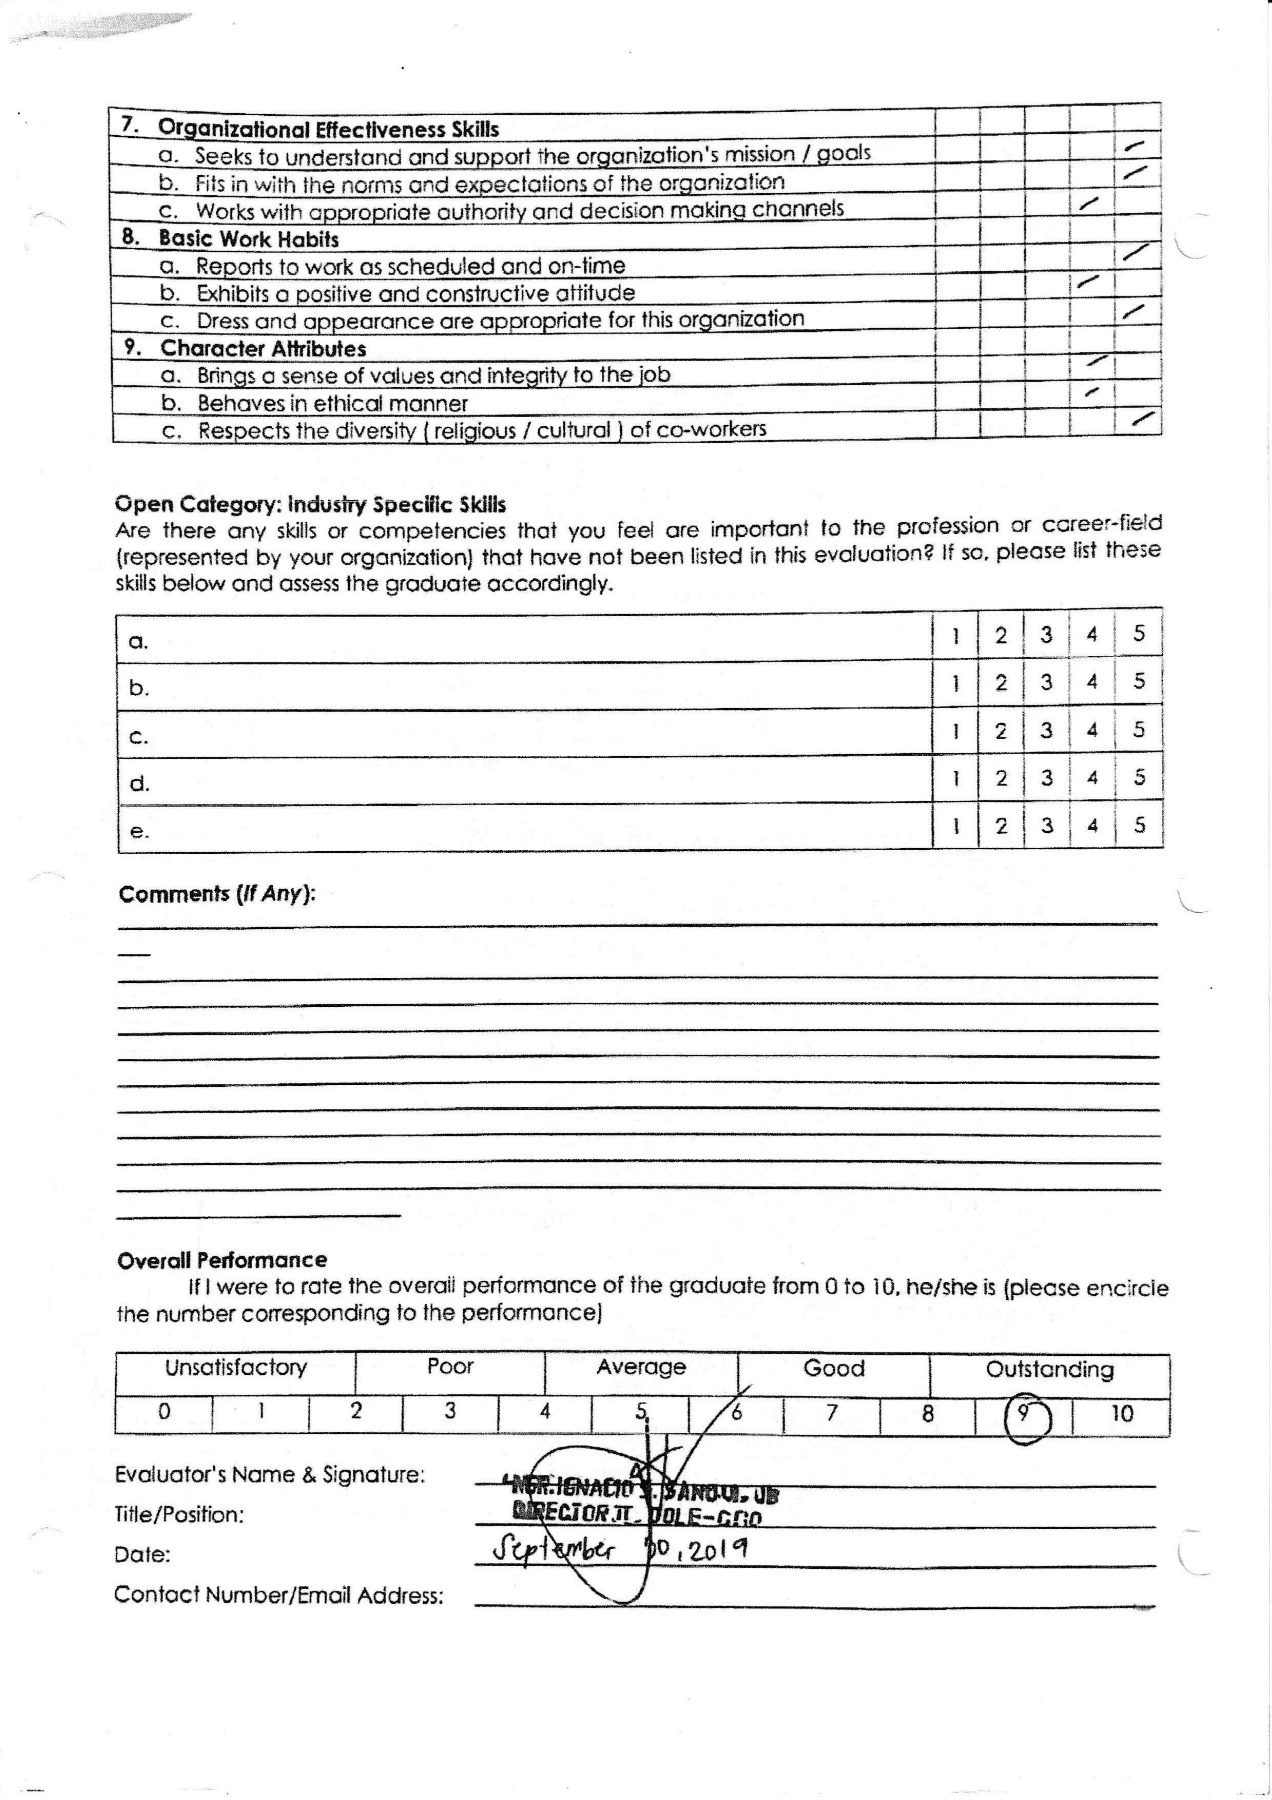 7. Organizational Effectiveness Skills
a. Seeks to understand and support the organization's mission / goals
b. Fits in with the norms and expectations of the organization
c. Works with appropriate authority and decision making channels
8. Basic Work Habits
a. Reports to work as scheduled and on-time
b. Exhibits a positive and constructive attitude
c. Dress and appearance are appropriate for this organization
9. Character Attributes
a. Brings a sense of values and integrity to the job
b. Behaves in ethical manner
c. Respects the diversity ( religious / cultural ) of co-workers
Open Category: Industry Specific Skills
Are there any skills or competencies that you feel are important to the profession or career-field
(represented by your organization) that have not been listed in this evaluation? If so, please list these
skills below and assess the graduate accordingly.
a. 1 2 3 4 5
b. 1 2 3 4 5
c. 1 2 3 4 5
d. 1 2 3 4 5
e. 1 2 3 4 5
Comments (If Any):
Overall Performance
If I were to rate the overall performance of the graduate from 0 to 10, he/she is (please encircle
the number corresponding to the performance)
Unsatisfactory Poor Average Good Outstanding
0 1 2 3 4 5 6 7 8 9 10
Evaluator's Name & Signature: IGNACIO
Title/Position: DIRECTOR II
Date: September 2019
Contact Number/Email Address: